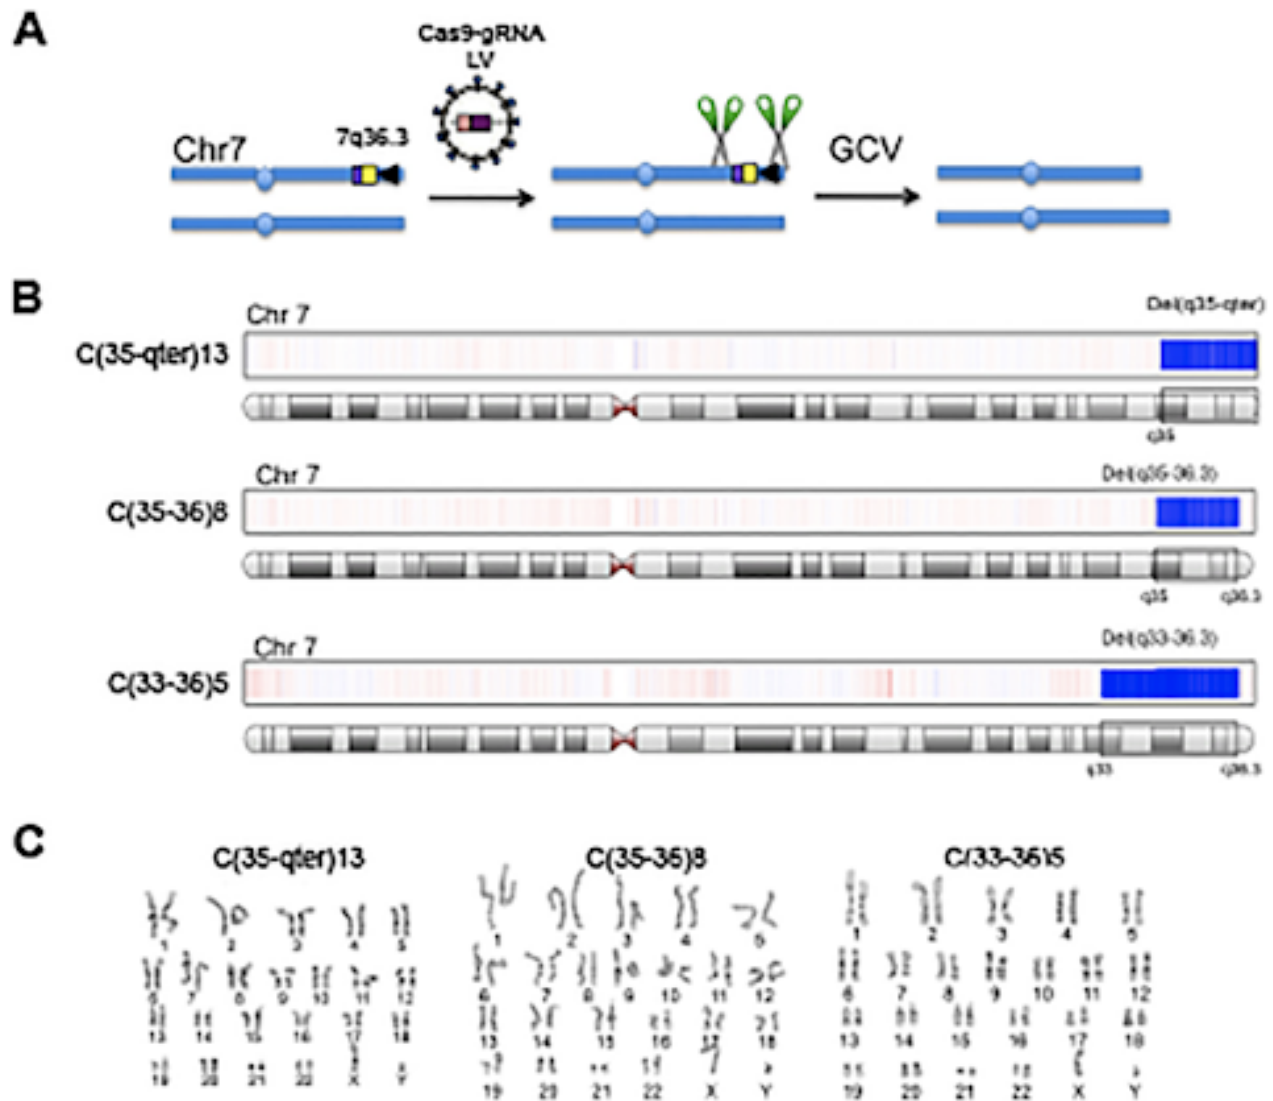 A
Cas9-gRNA
LV
Chr7
7q36.3
GCV
B
Chr 7
Del(q35-qter)
C(35-qter)13
q35
Chr 7
Del(q35-36.3)
C(35-36)8
q35
q36.3
Chr 7
Del(q33-36.3)
C(33-36)5
q33
q36.3
C
C(35-qter)13
C(35-36)8
C(33-36)5
1 2 3 4 5
1 2 3 4 5
1 2 3 4 5
6 7 8 9 10 11 12
6 7 8 9 10 11 12
6 7 8 9 10 11 12
13 14 15 16 17 18
13 14 15 16 17 18
13 14 15 16 17 18
19 20 21 22 X Y
19 20 21 22 X Y
19 20 21 22 X Y